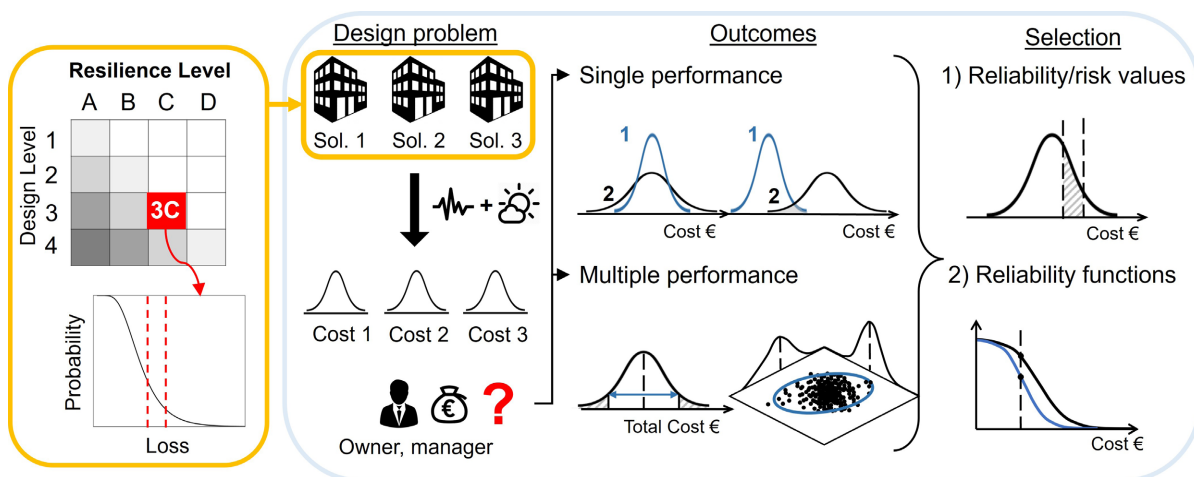 Resilience Level
A B C D
Design Level
1
2
3
3C
4
Probability
Loss
Design problem
Sol. 1 Sol. 2 Sol. 3
+
Cost 1 Cost 2 Cost 3
€ ?
Owner, manager
Outcomes
Single performance
1 1
2 2
Cost € Cost €
Multiple performance
Total Cost €
Selection
1) Reliability/risk values
Cost €
2) Reliability functions
Cost €